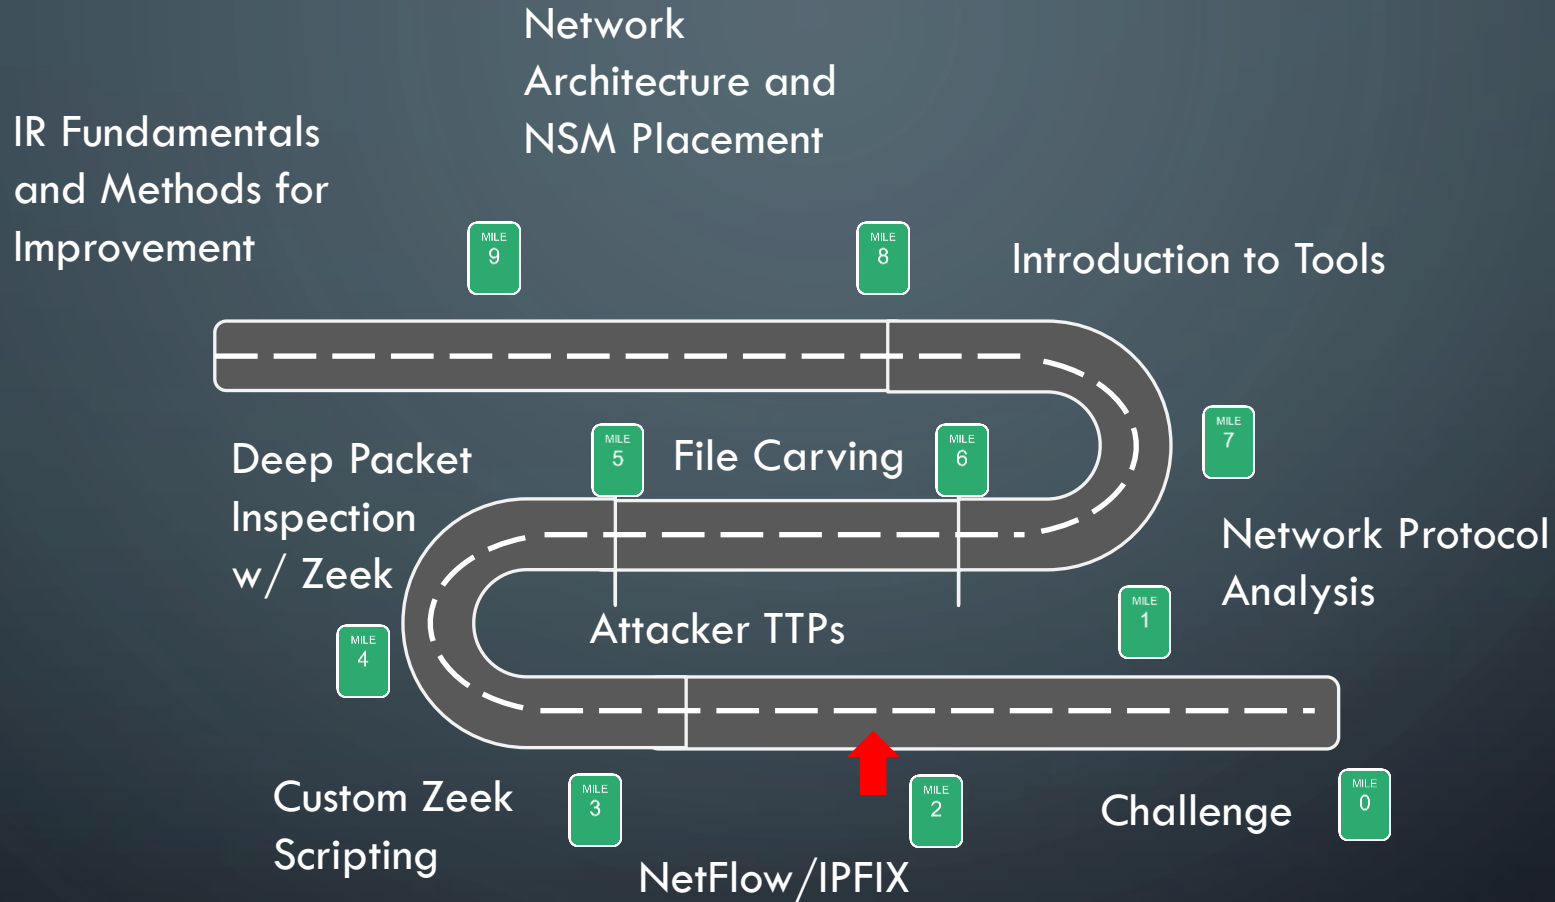 Network
Architecture and
NSM Placement
IR Fundamentals
and Methods for
Improvement
MILE
9
MILE
8
Introduction to Tools
MILE
7
Deep Packet
Inspection
w/ Zeek
MILE
5
File Carving
MILE
6
Network Protocol
Analysis
MILE
4
Attacker TTPs
MILE
1
Custom Zeek
Scripting
MILE
3
NetFlow/IPFIX
MILE
2
Challenge
MILE
0